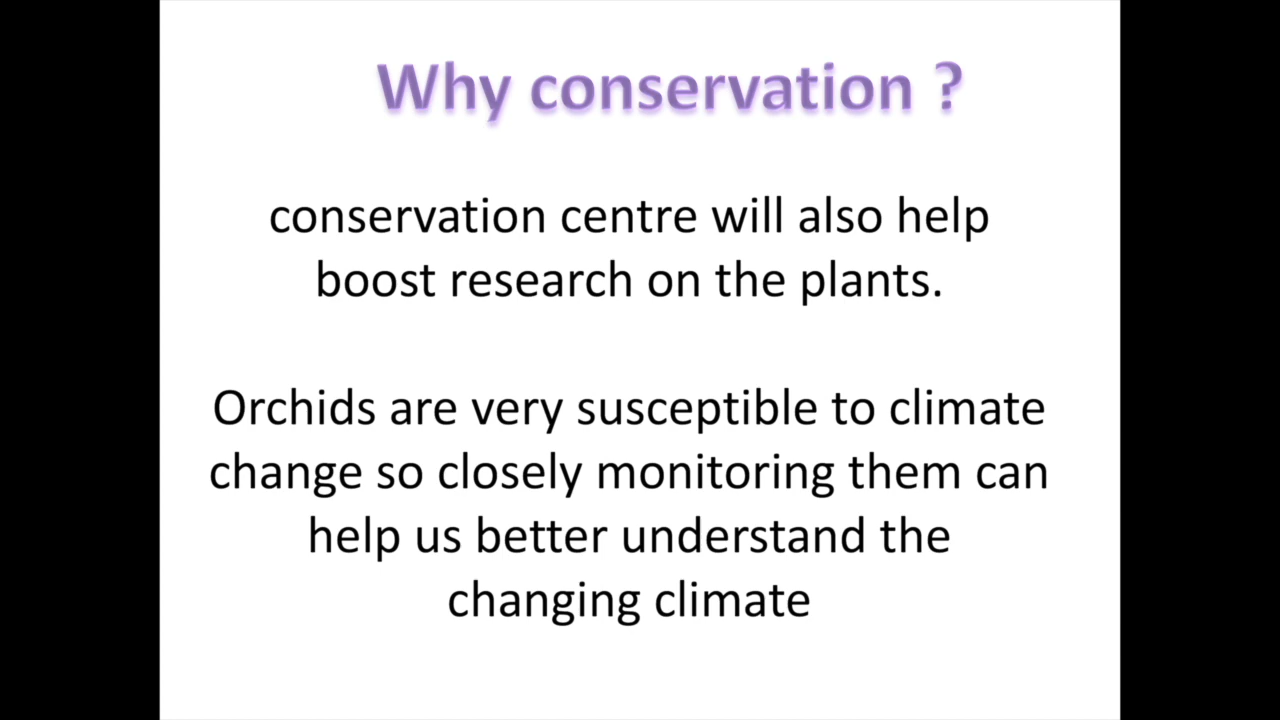 Why conservation ?
conservation centre will also help
boost research on the plants.
Orchids are very susceptible to climate
change so closely monitoring them can
help us better understand the
changing climate